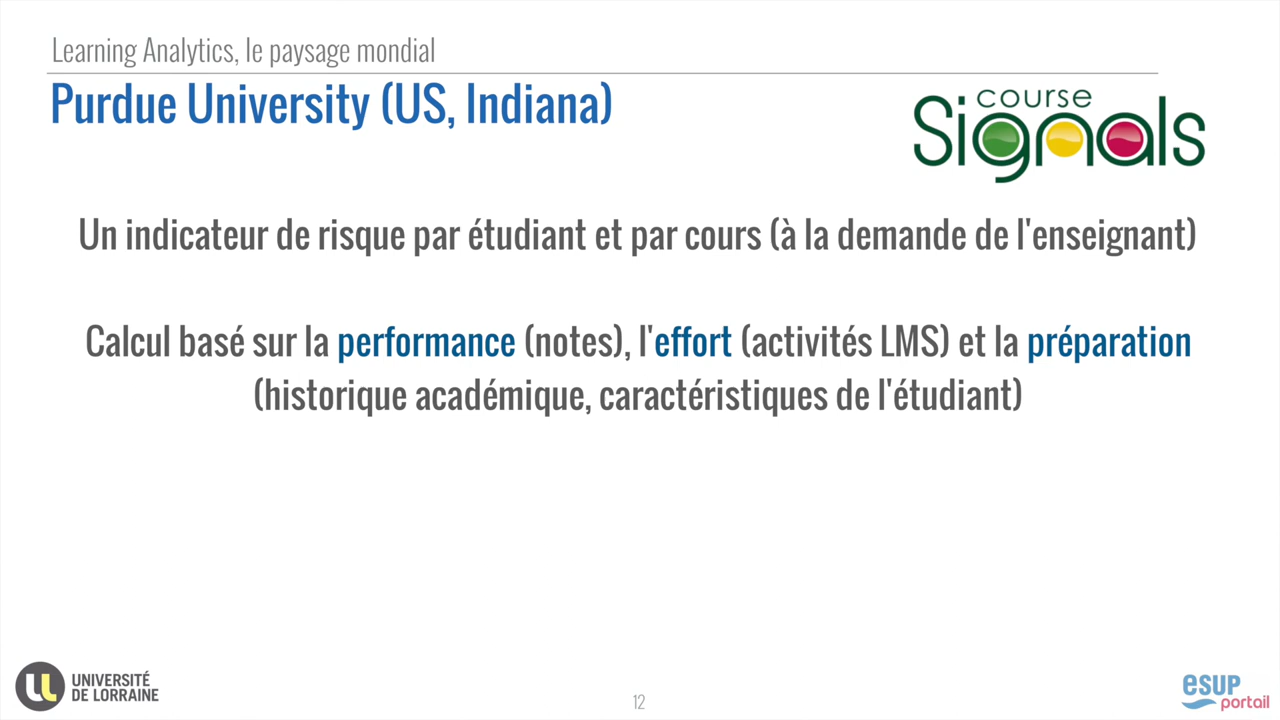 Learning Analytics, le paysage mondial
Purdue University (US, Indiana)
course
Signals
Un indicateur de risque par étudiant et par cours (à la demande de l'enseignant)
Calcul basé sur la performance (notes), l'effort (activités LMS) et la préparation
(historique académique, caractéristiques de l'étudiant)
UNIVERSITÉ
DE LORRAINE
12
esup
portail